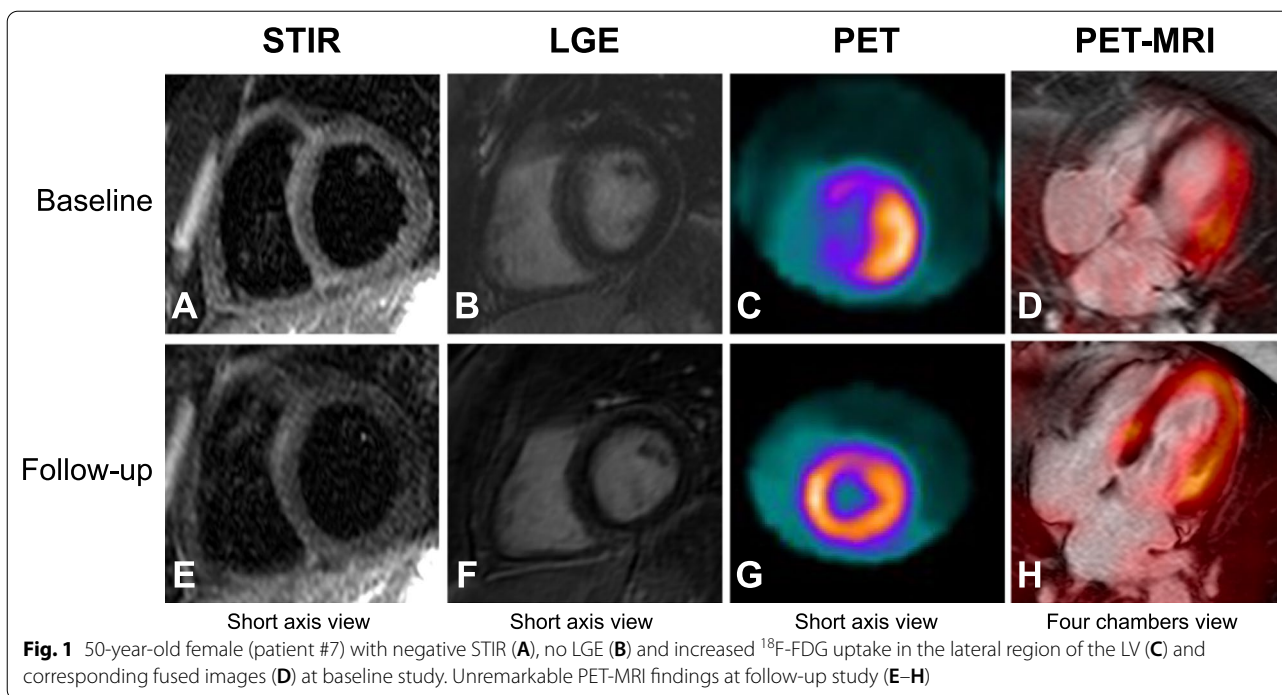 STIR LGE PET PET-MRI
Baseline
A B C D
Follow-up
E F G H
Short axis view Short axis view Short axis view Four chambers view
Fig. 1 50-year-old female (patient #7) with negative STIR (A), no LGE (B) and increased ¹⁸F-FDG uptake in the lateral region of the LV (C) and
corresponding fused images (D) at baseline study. Unremarkable PET-MRI findings at follow-up study (E–H)